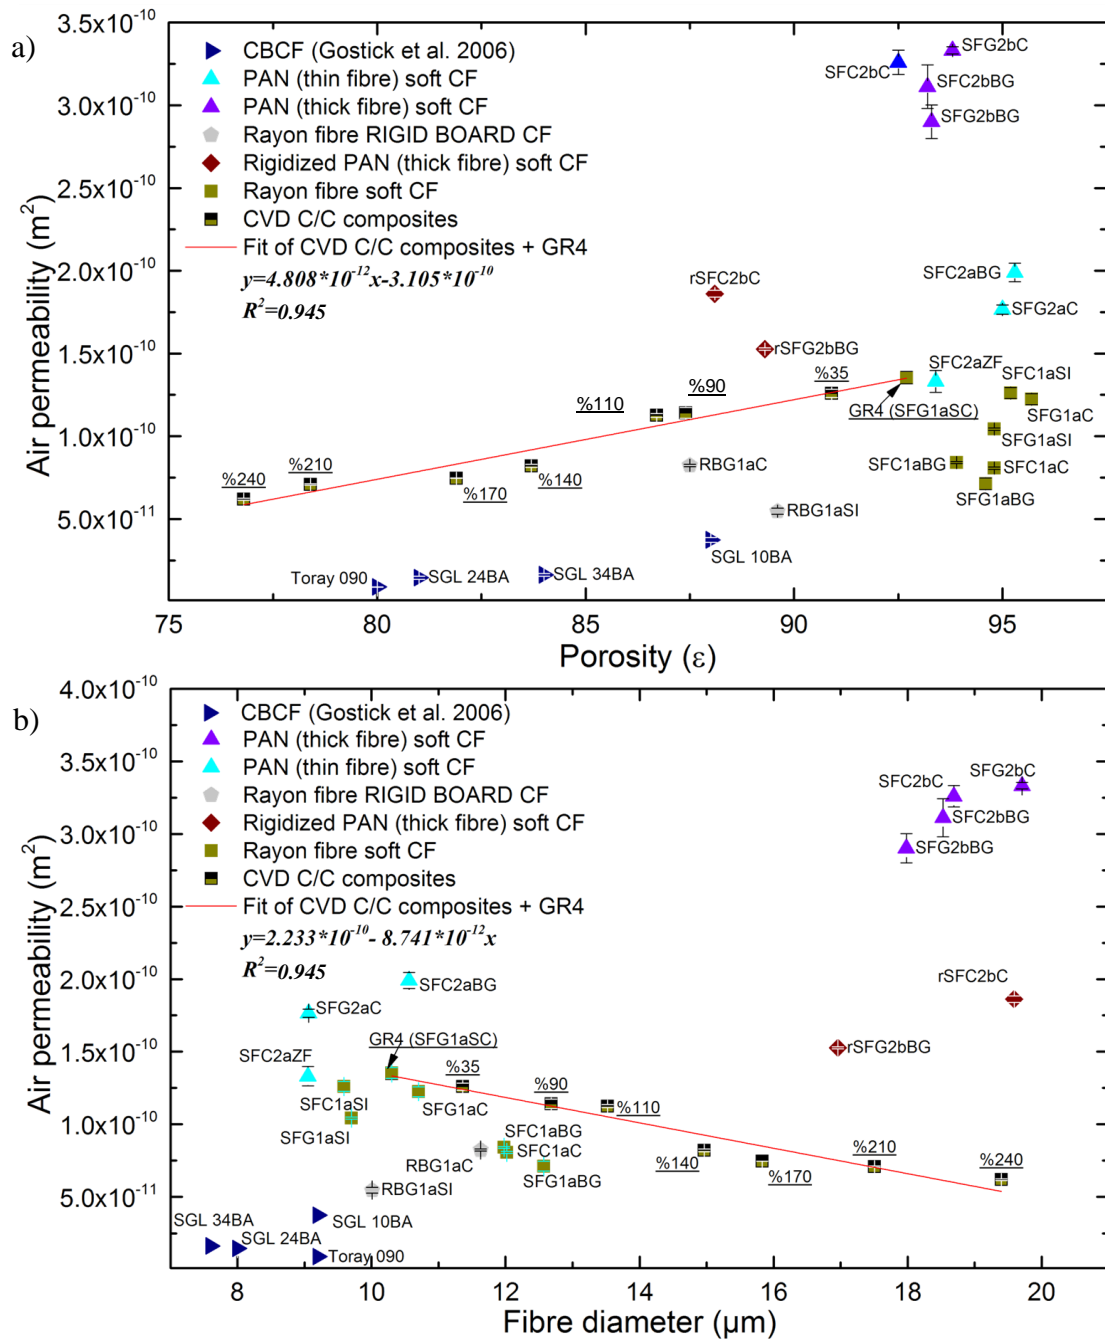 a)
3.5x10⁻¹⁰
3.0x10⁻¹⁰
2.5x10⁻¹⁰
2.0x10⁻¹⁰
1.5x10⁻¹⁰
1.0x10⁻¹⁰
5.0x10⁻¹¹
Air permeability (m²)
CBCF (Gostick et al. 2006)
PAN (thin fibre) soft CF
PAN (thick fibre) soft CF
Rayon fibre RIGID BOARD CF
Rigidized PAN (thick fibre) soft CF
Rayon fibre soft CF
CVD C/C composites
Fit of CVD C/C composites + GR4
y=4.808*10⁻¹²x-3.105*10⁻¹⁰
R²=0.945
SFG2bC
SFC2bC
SFC2bBG
SFG2bBG
SFC2aBG
SFG2aC
rSFC2bC
rSFG2bBG
SFC2aZF
%35
SFC1aSI
%90
%110
GR4 (SFG1aSC)
SFG1aC
SFG1aSI
%210
%240
%170
%140
RBG1aC
SFC1aBG
SFC1aC
SFG1aBG
RBG1aSI
SGL 10BA
Toray 090
SGL 24BA
SGL 34BA
75 80 85 90 95
Porosity (ε)
b)
4.0x10⁻¹⁰
3.5x10⁻¹⁰
3.0x10⁻¹⁰
2.5x10⁻¹⁰
2.0x10⁻¹⁰
1.5x10⁻¹⁰
1.0x10⁻¹⁰
5.0x10⁻¹¹
Air permeability (m²)
CBCF (Gostick et al. 2006)
PAN (thick fibre) soft CF
PAN (thin fibre) soft CF
Rayon fibre RIGID BOARD CF
Rigidized PAN (thick fibre) soft CF
Rayon fibre soft CF
CVD C/C composites
Fit of CVD C/C composites + GR4
y=2.233*10⁻¹⁰- 8.741*10⁻¹²x
R²=0.945
SFG2bC
SFC2bC
SFC2bBG
SFG2bBG
SFC2aBG
rSFC2bC
SFG2aC
GR4 (SFG1aSC)
rSFG2bBG
SFC2aZF
%35
%90
SFC1aSI
SFG1aC
%110
SFG1aSI
SFC1aBG
SFC1aC
SFG1aBG
RBG1aC
%140
%170
%210
%240
RBG1aSI
SGL 34BA
SGL 10BA
SGL 24BA
Toray 090
8 10 12 14 16 18 20
Fibre diameter (μm)